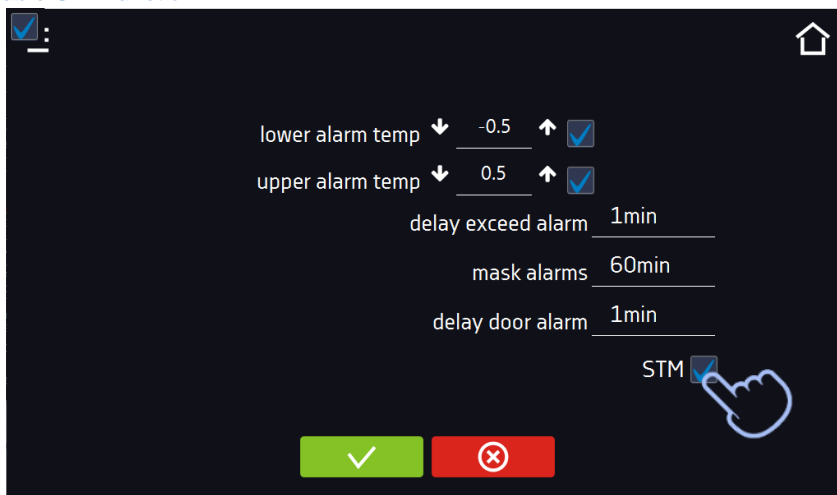 lower alarm temp -0.5
upper alarm temp 0.5
delay exceed alarm 1min
mask alarms 60min
delay door alarm 1min
STM